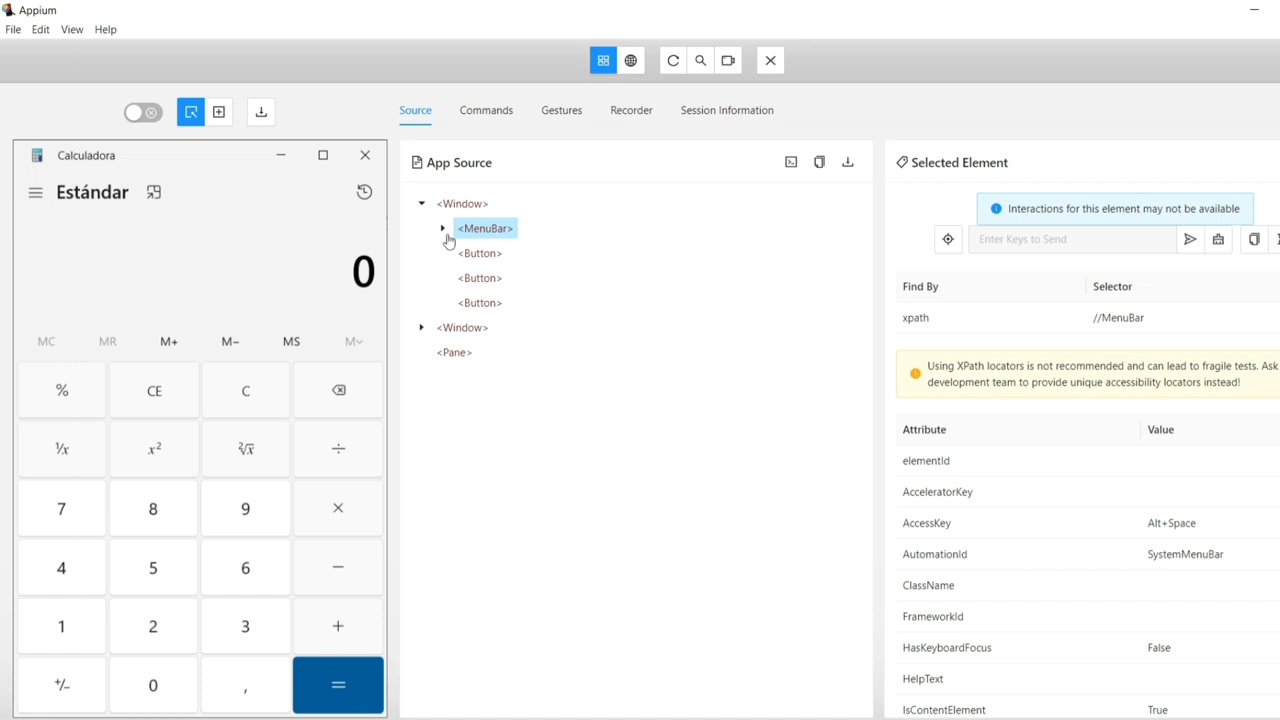 Appium
File Edit View Help
Source Commands Gestures Recorder Session Information
Calculadora
Estándar
0
MC MR M+ M− MS M˅
% CE C
⅟x x² ²√x ÷
7 8 9 ×
4 5 6 −
1 2 3 +
+/− 0 , =
App Source
<Window>
<MenuBar>
<Button>
<Button>
<Button>
<Window>
<Pane>
Selected Element
Interactions for this element may not be available
Enter Keys to Send
Find By Selector
xpath //MenuBar
Using XPath locators is not recommended and can lead to fragile tests. Ask
development team to provide unique accessibility locators instead!
Attribute Value
elementId
AcceleratorKey
AccessKey Alt+Space
AutomationId SystemMenuBar
ClassName
FrameworkId
HasKeyboardFocus False
HelpText
IsContentElement True